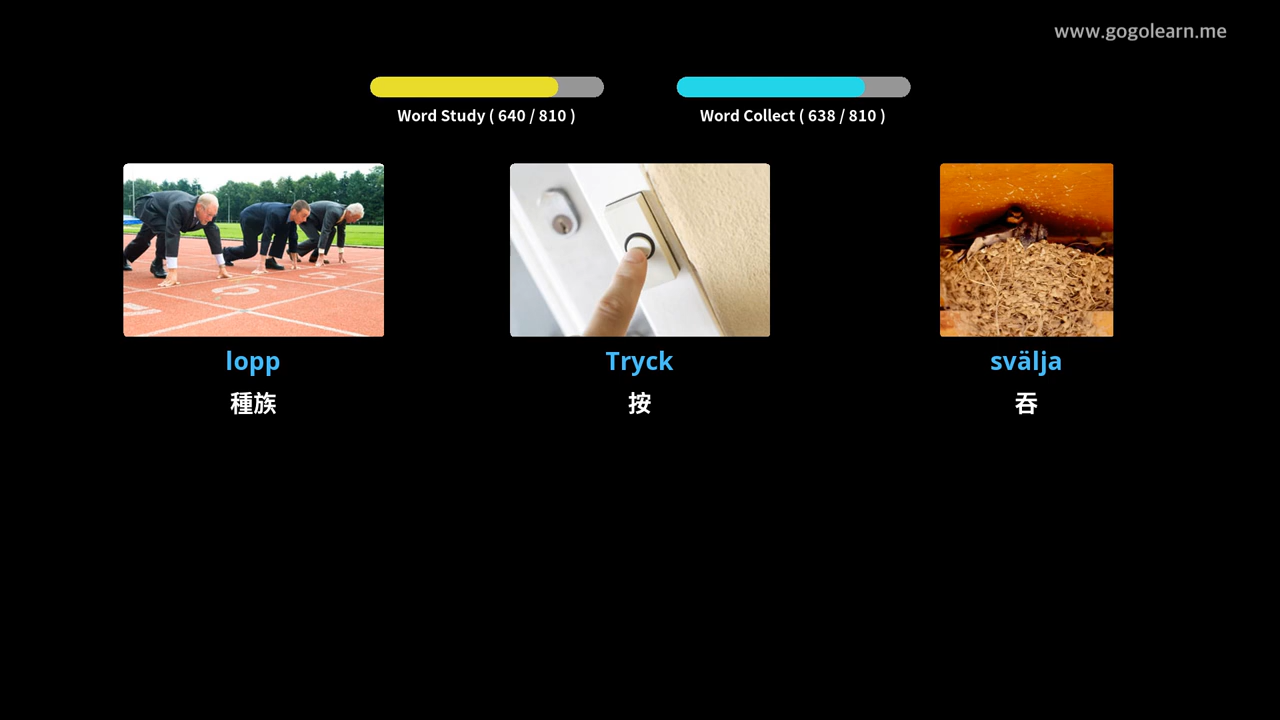 www.gogolearn.me
Word Study ( 640 / 810 )
Word Collect ( 638 / 810 )
lopp
Tryck
svälja
種族
按
吞